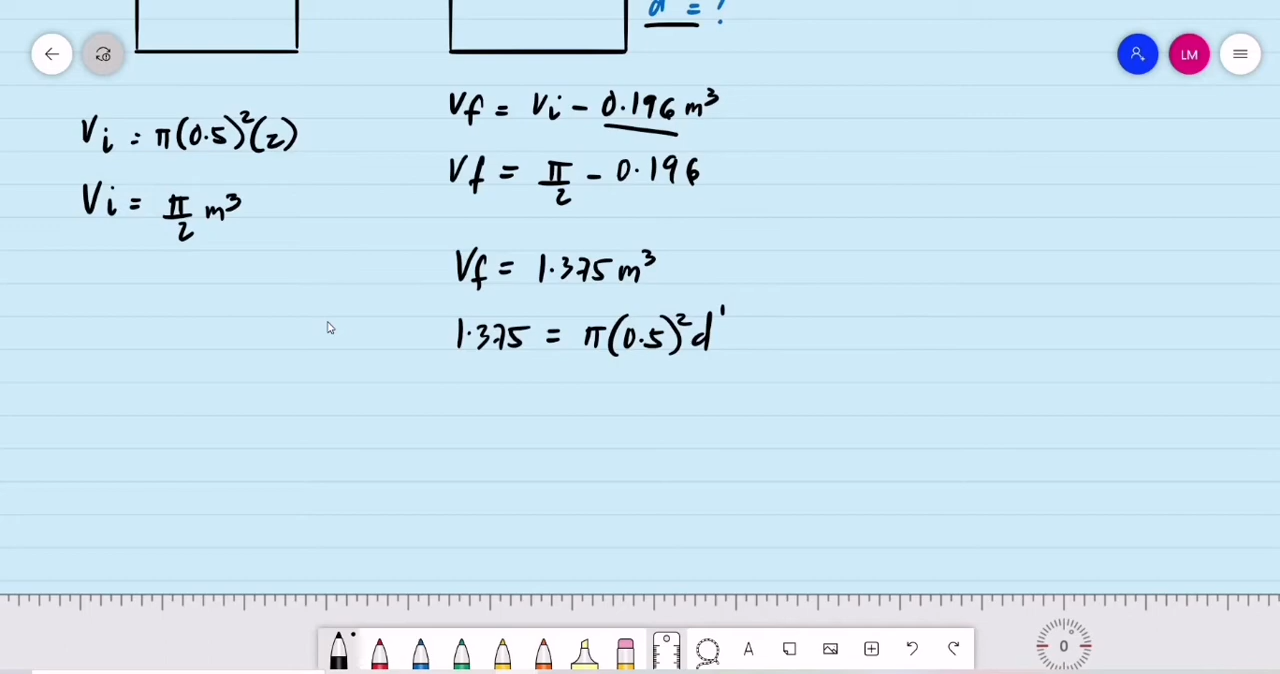 d' = ?
Vi = π(0.5)²(2)
Vi = π/2 m³
Vf = Vi - 0.196 m³
Vf = π/2 - 0.196
Vf = 1.375 m³
1.375 = π(0.5)²d'
LM
A
0°